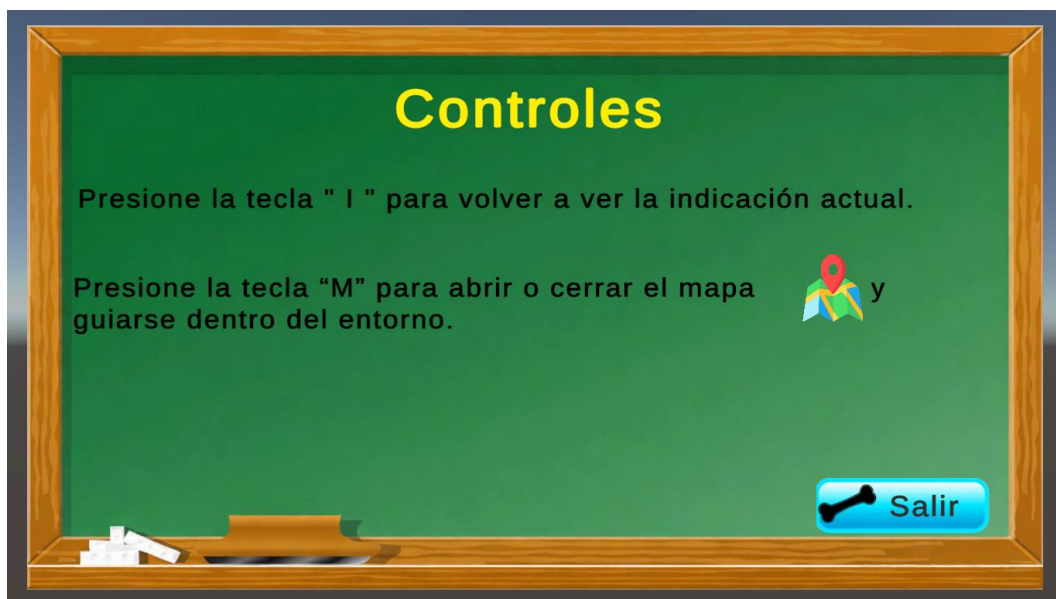 Controles
Presione la tecla " I " para volver a ver la indicación actual.
Presione la tecla “M” para abrir o cerrar el mapa y
guiarse dentro del entorno.
Salir